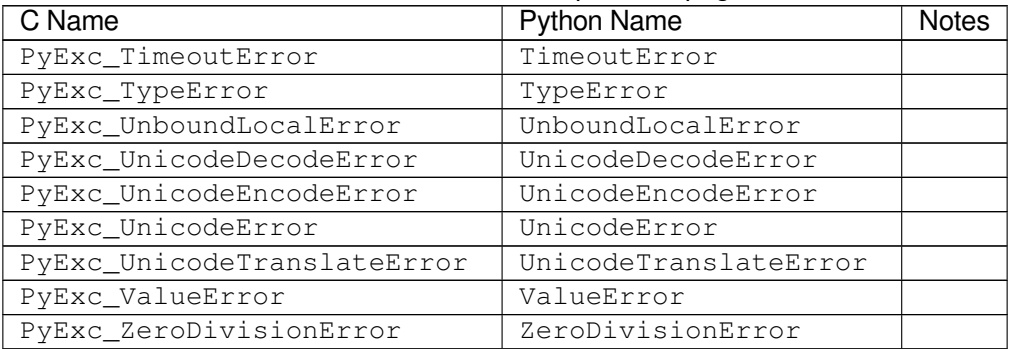 C Name Python Name Notes
PyExc_TimeoutError TimeoutError
PyExc_TypeError TypeError
PyExc_UnboundLocalError UnboundLocalError
PyExc_UnicodeDecodeError UnicodeDecodeError
PyExc_UnicodeEncodeError UnicodeEncodeError
PyExc_UnicodeError UnicodeError
PyExc_UnicodeTranslateError UnicodeTranslateError
PyExc_ValueError ValueError
PyExc_ZeroDivisionError ZeroDivisionError